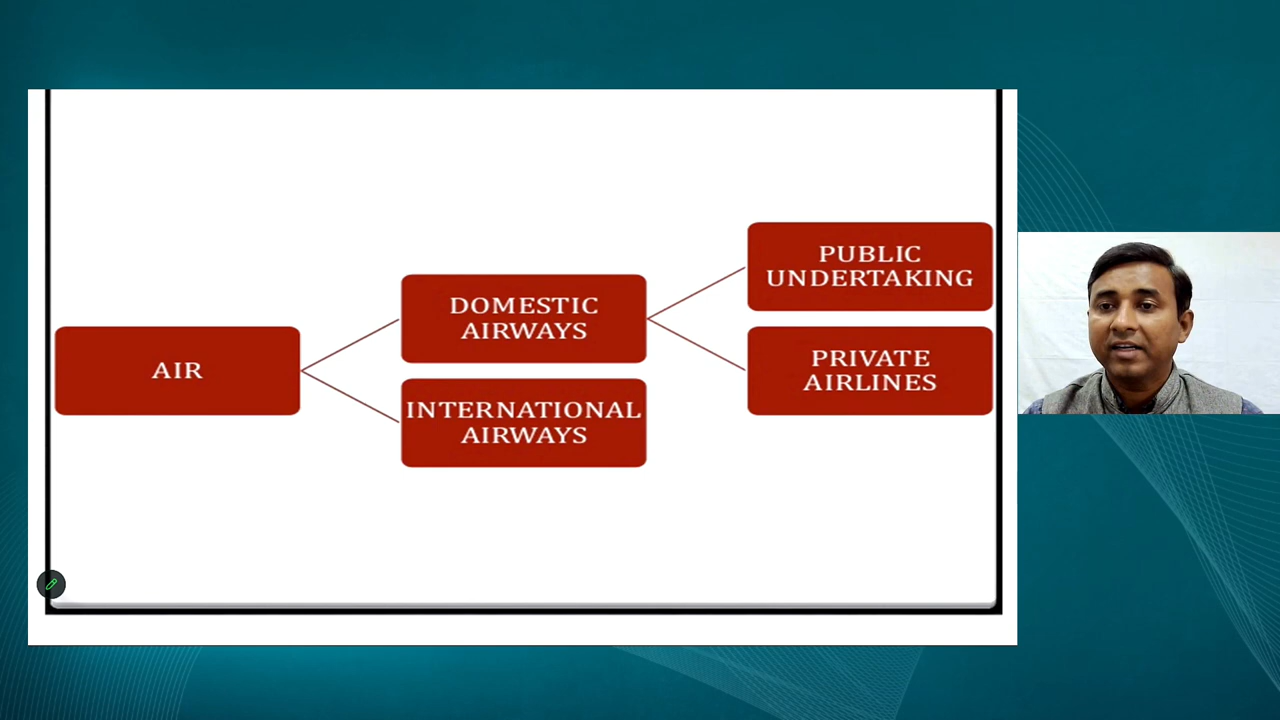 AIR
DOMESTIC
AIRWAYS
INTERNATIONAL
AIRWAYS
PUBLIC
UNDERTAKING
PRIVATE
AIRLINES